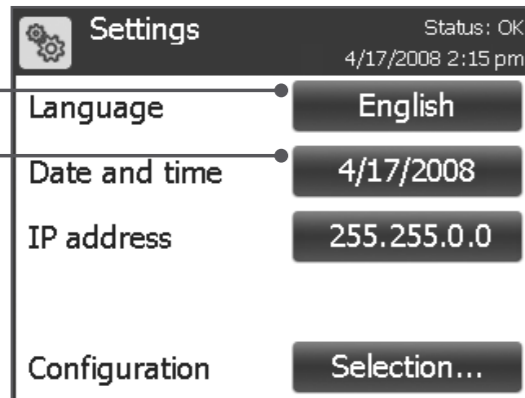 Settings
Status: OK
4/17/2008 2:15 pm
Language English
Date and time 4/17/2008
IP address 255.255.0.0
Configuration Selection...